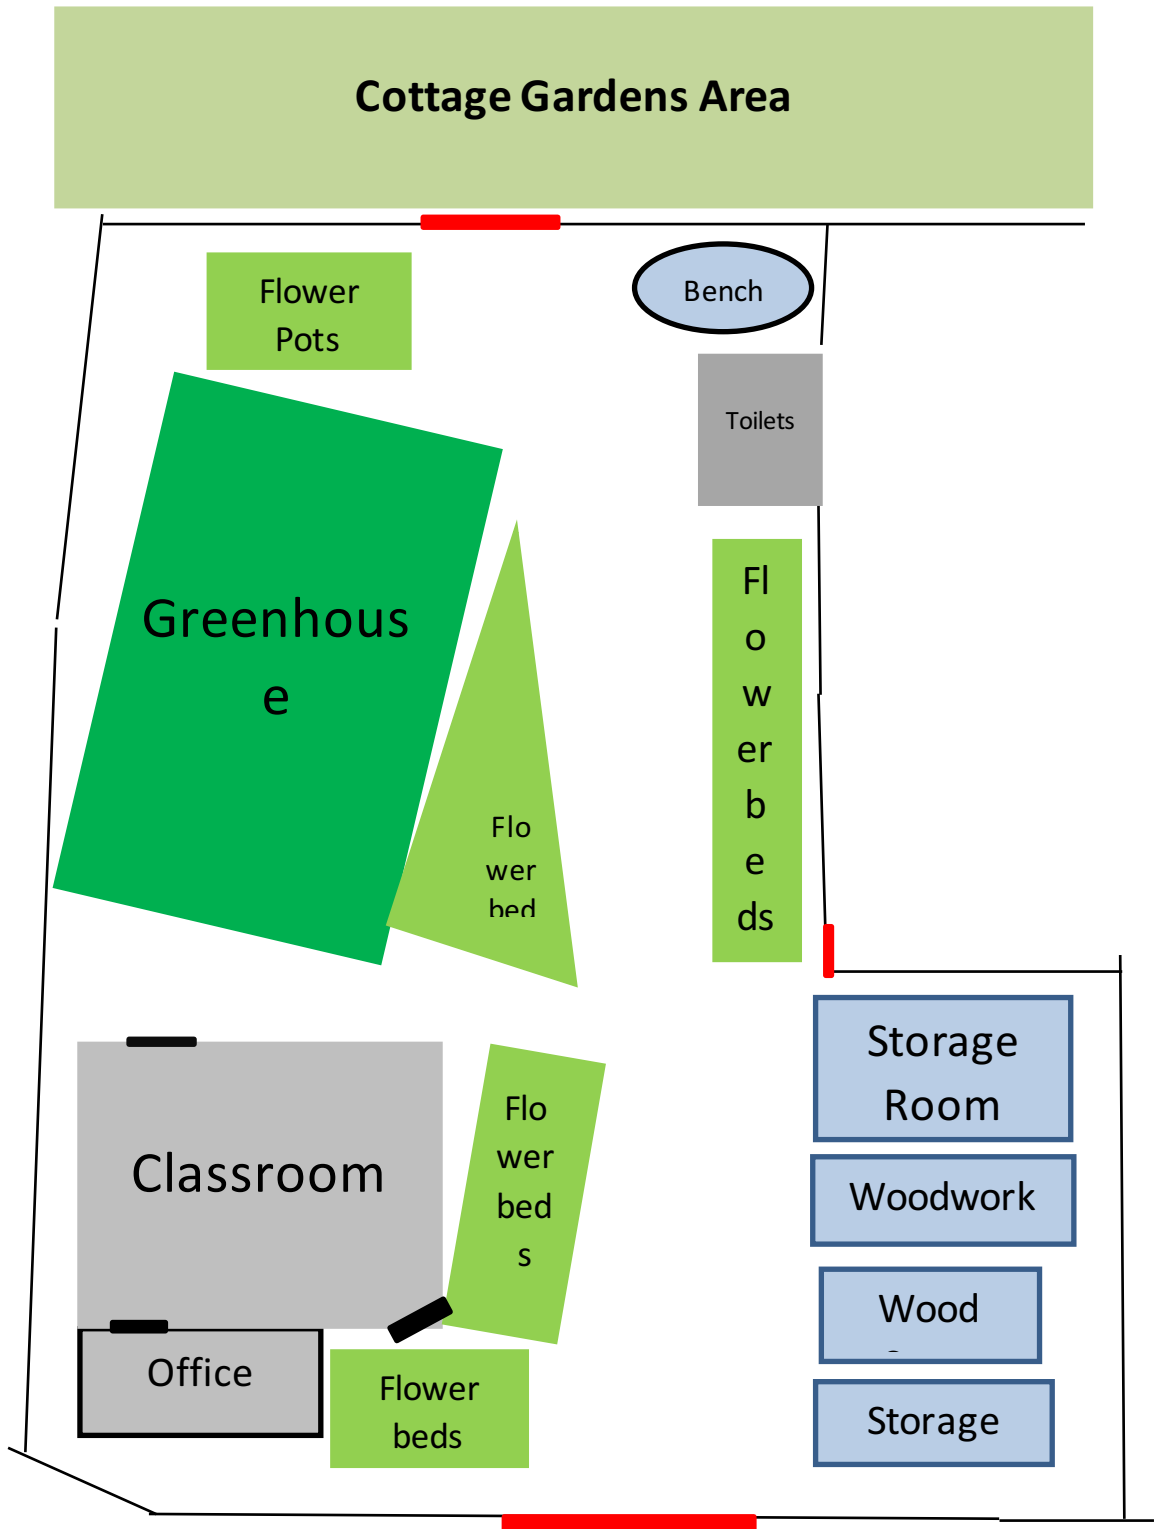 Cottage Gardens Area
Flower
Pots
Bench
Toilets
Greenhous
e
Fl
o
w
er
b
e
ds
Flo
wer
bed
Storage
Room
Classroom
Flo
wer
bed
s
Woodwork
Wood
Office
Flower
beds
Storage